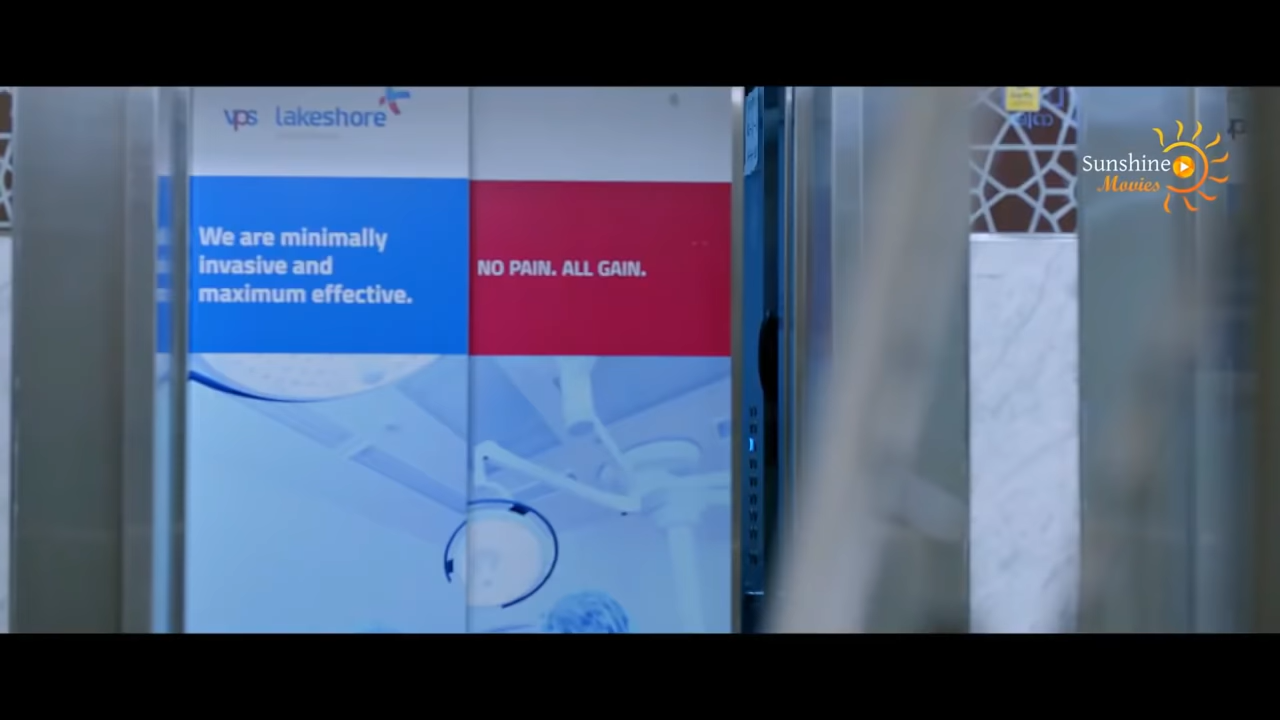 vps lakeshore
We are minimally
invasive and
maximum effective.
NO PAIN. ALL GAIN.
Sunshine
Movies